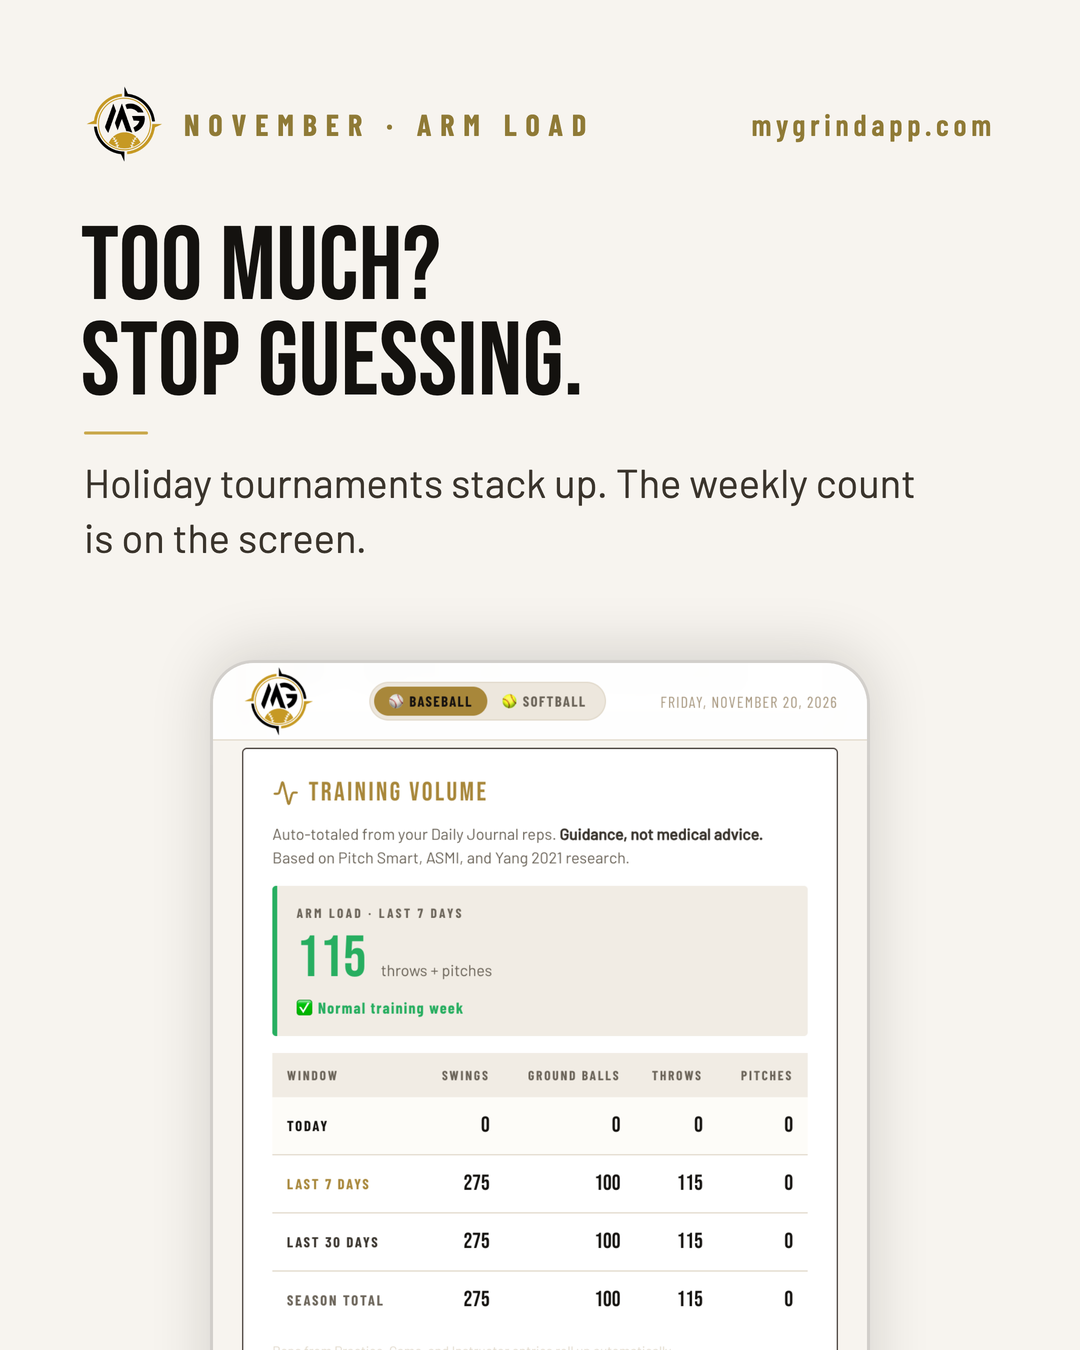 MG NOVEMBER · ARM LOAD mygrindapp.com
TOO MUCH?
STOP GUESSING.
Holiday tournaments stack up. The weekly count
is on the screen.
MG ⚾ BASEBALL 🥎 SOFTBALL FRIDAY, NOVEMBER 20, 2026
TRAINING VOLUME
Auto-totaled from your Daily Journal reps. Guidance, not medical advice.
Based on Pitch Smart, ASMI, and Yang 2021 research.
ARM LOAD · LAST 7 DAYS
115 throws + pitches
✅ Normal training week
WINDOW SWINGS GROUND BALLS THROWS PITCHES
TODAY 0 0 0 0
LAST 7 DAYS 275 100 115 0
LAST 30 DAYS 275 100 115 0
SEASON TOTAL 275 100 115 0